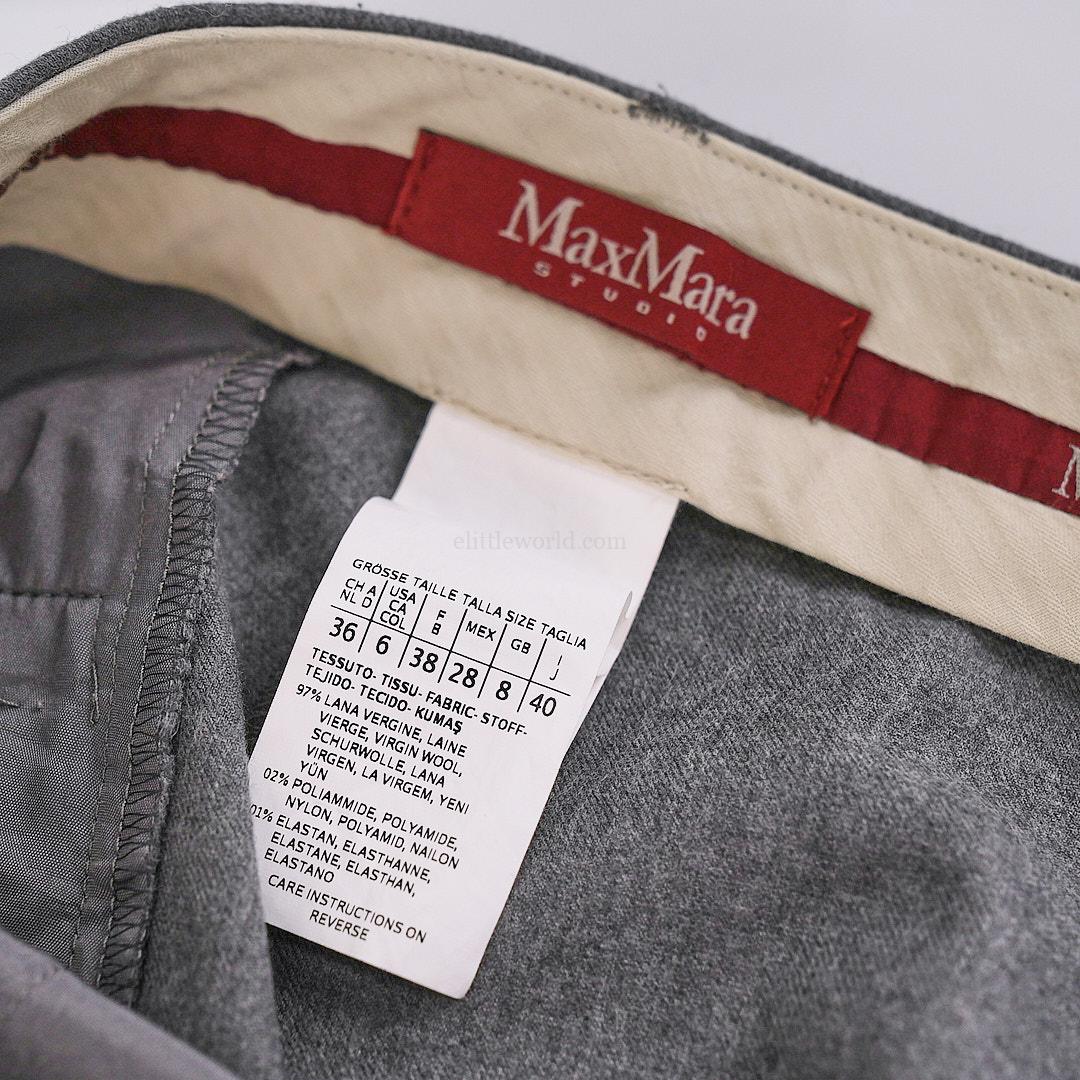 MaxMara
STUDIO
M
elittleworld.com
GRÖSSE TAILLE TALLA SIZE TAGLIA
CH A NL D | USA CA COL | F B | MEX | GB | I J
36 | 6 | 38 | 28 | 8 | 40
TESSUTO- TISSU- FABRIC- STOFF-
TEJIDO- TECIDO- KUMAŞ
97% LANA VERGINE, LAINE
VIERGE, VIRGIN WOOL,
SCHURWOLLE, LANA
VIRGEN, LA VIRGEM, YENI
YÜN
02% POLIAMMIDE, POLYAMIDE,
NYLON, POLYAMID, NAILON
01% ELASTAN, ELASTHANNE,
ELASTANE, ELASTHAN,
ELASTANO
CARE INSTRUCTIONS ON
REVERSE